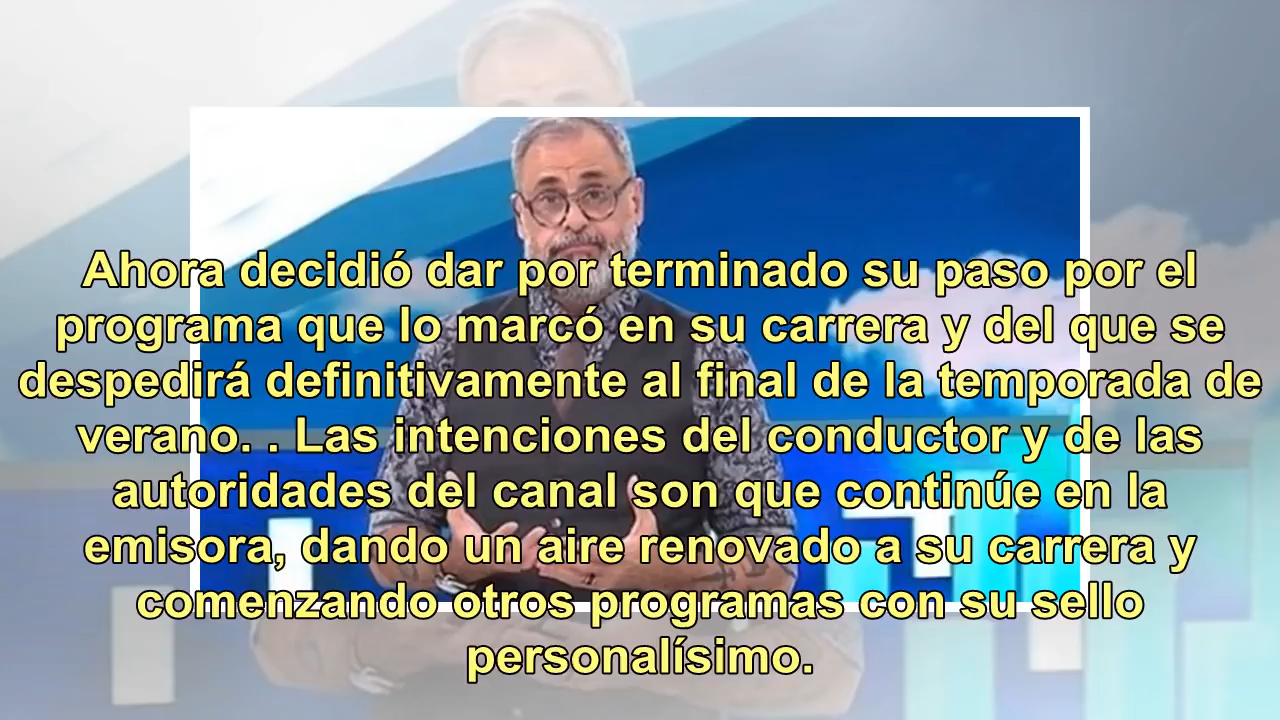 Ahora decidió dar por terminado su paso por el
programa que lo marcó en su carrera y del que se
despedirá definitivamente al final de la temporada de
verano. . Las intenciones del conductor y de las
autoridades del canal son que continúe en la
emisora, dando un aire renovado a su carrera y
comenzando otros programas con su sello
personalísimo.